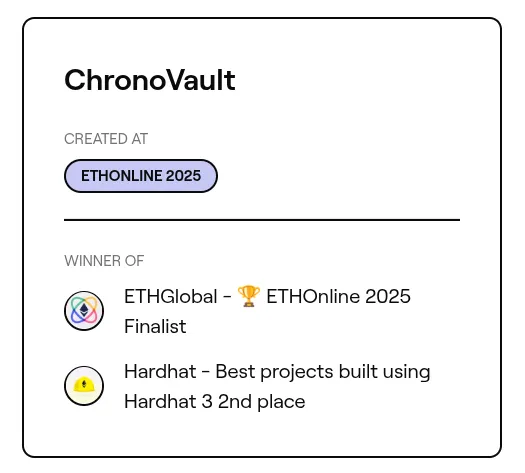 ChronoVault
CREATED AT
ETHONLINE 2025
WINNER OF
ETHGlobal - 🏆 ETHOnline 2025
Finalist
Hardhat - Best projects built using
Hardhat 3 2nd place